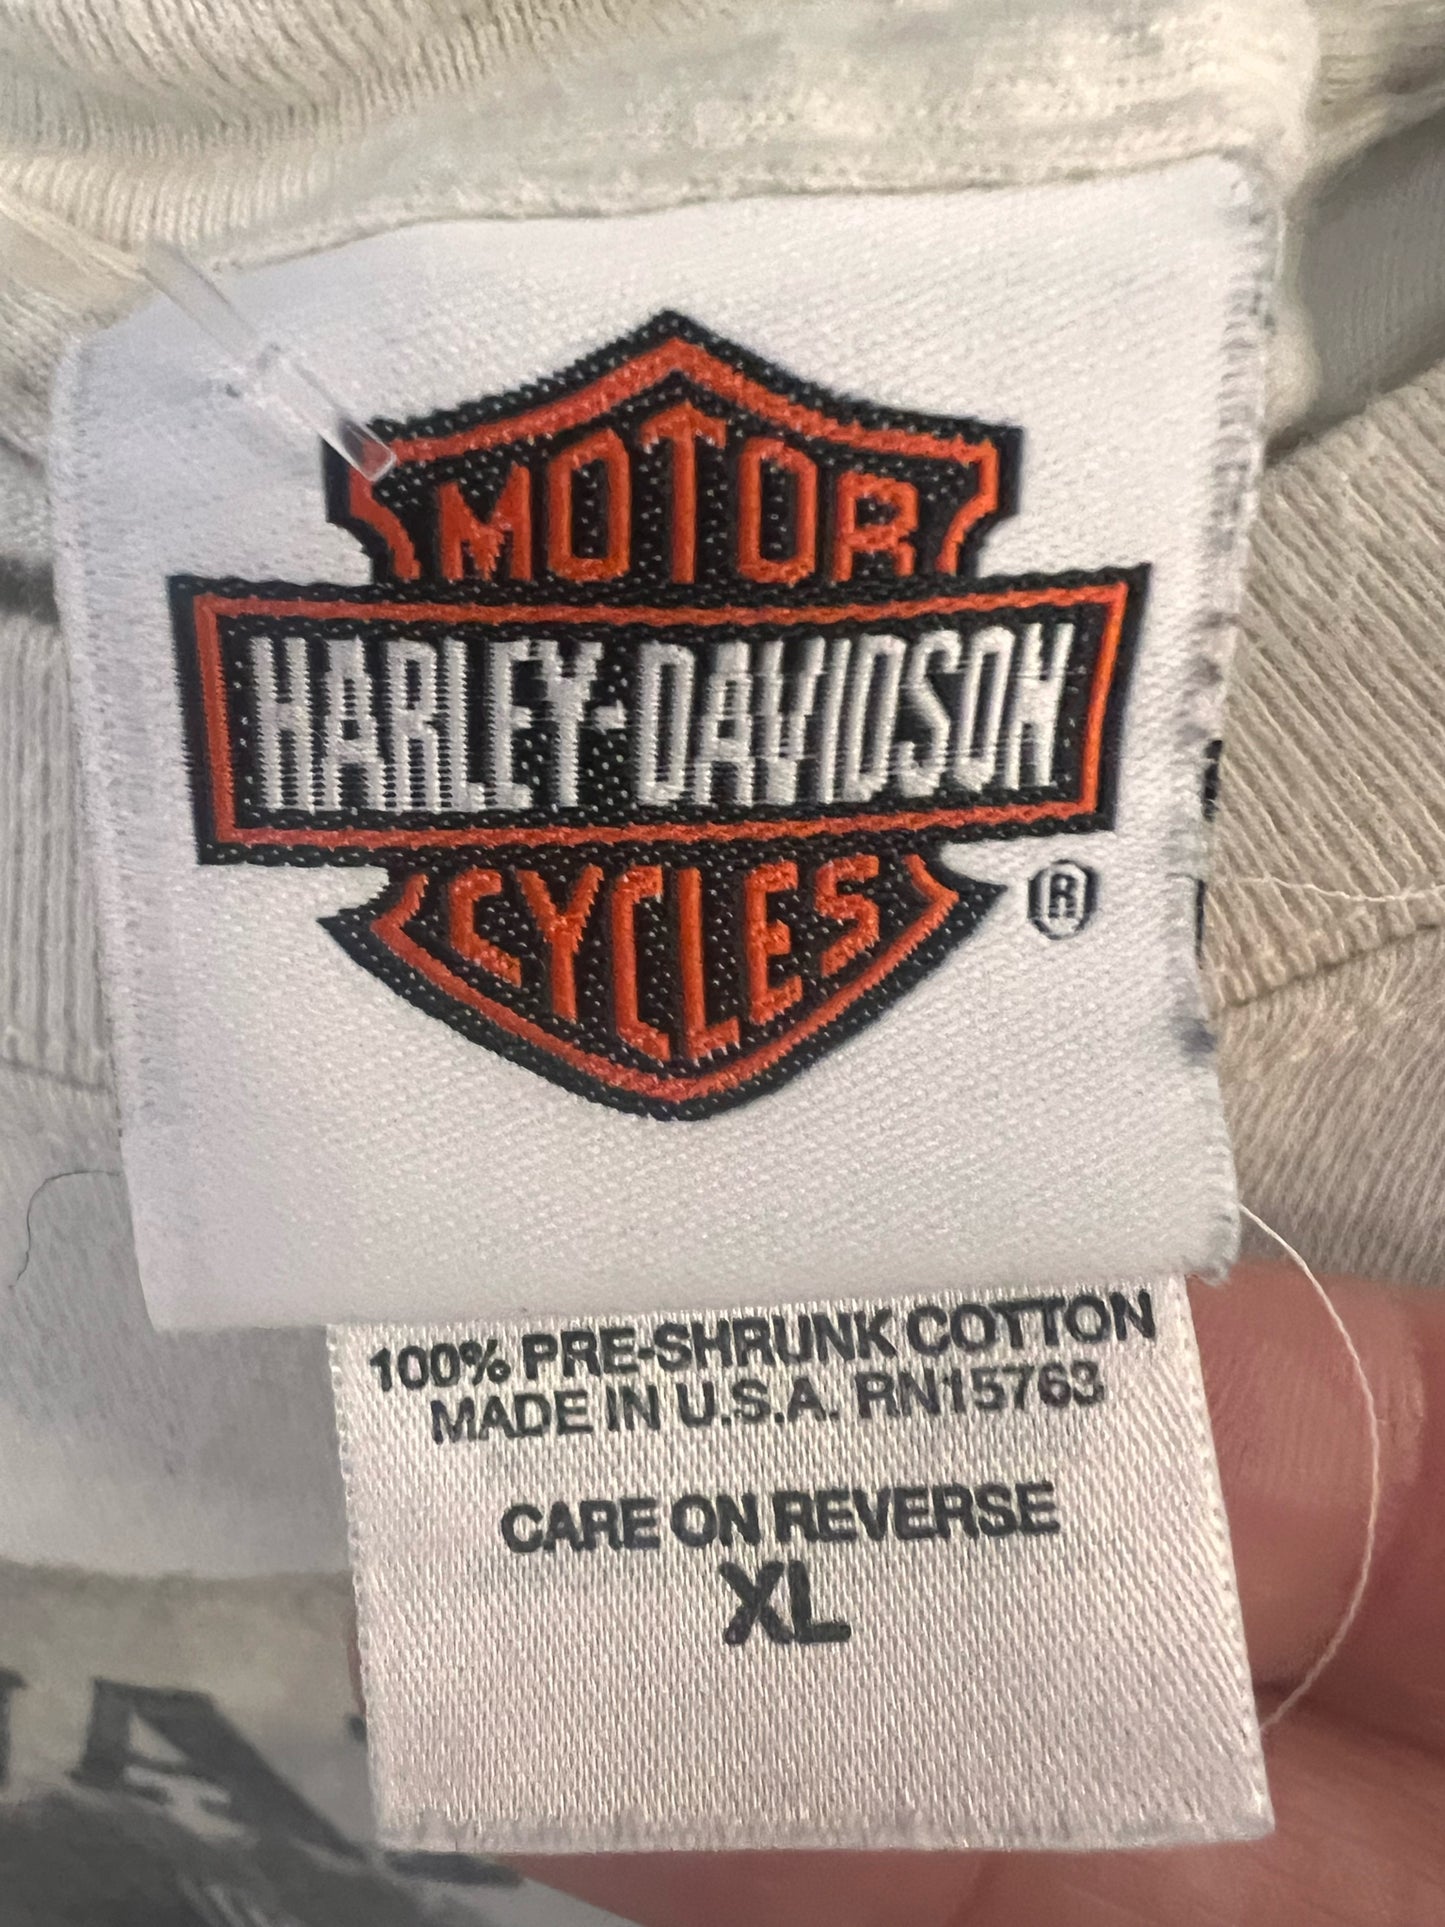 MOTOR
HARLEY-DAVIDSON
CYCLES
®
100% PRE-SHRUNK COTTON
MADE IN U.S.A. RN15763
CARE ON REVERSE
XL